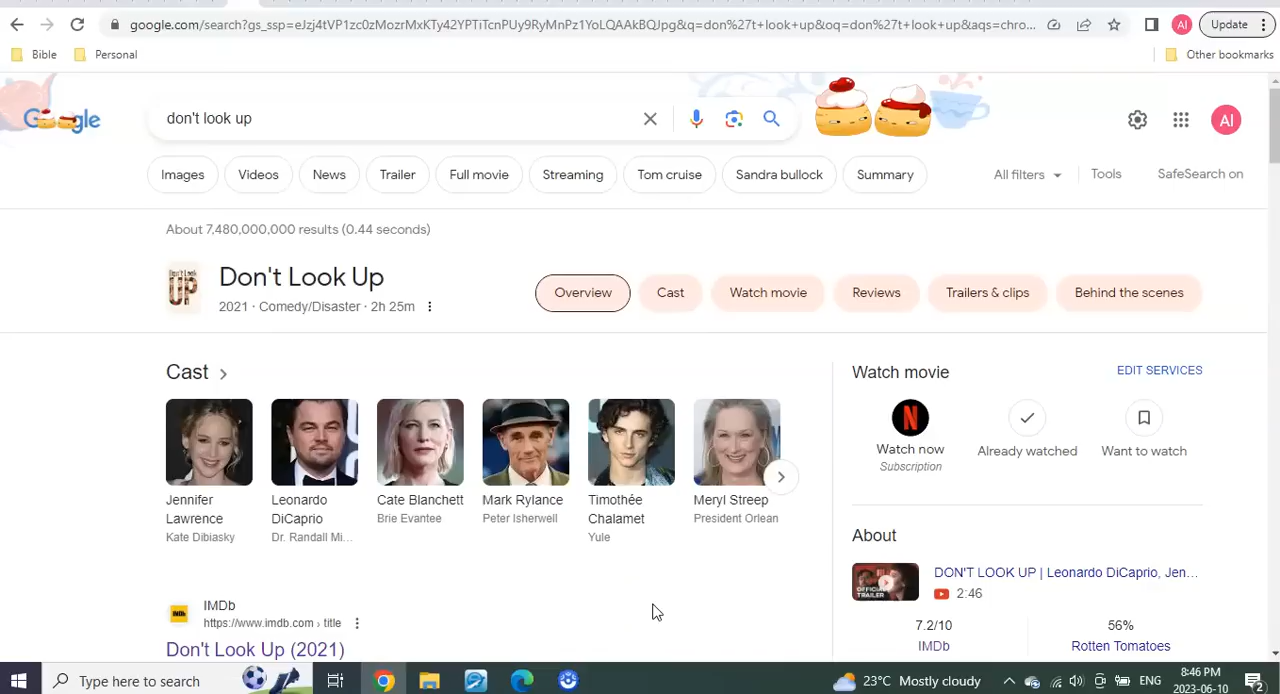 google.com/search?gs_ssp=eJzj4tVP1zc0zMozrMxKTy42YPTiTcnPUy9RyMnPz1YoLQAAkBQJpg&q=don%27t+look+up&oq=don%27t+look+up&aqs=chro...
AI
Update
Bible
Personal
Other bookmarks
Google
don't look up
AI
Images
Videos
News
Trailer
Full movie
Streaming
Tom cruise
Sandra bullock
Summary
All filters
Tools
SafeSearch on
About 7,480,000,000 results (0.44 seconds)
Don't Look Up
2021 · Comedy/Disaster · 2h 25m
Overview
Cast
Watch movie
Reviews
Trailers & clips
Behind the scenes
Cast
Jennifer Lawrence
Kate Dibiasky
Leonardo DiCaprio
Dr. Randall Mi...
Cate Blanchett
Brie Evantee
Mark Rylance
Peter Isherwell
Timothée Chalamet
Yule
Meryl Streep
President Orlean
Watch movie
EDIT SERVICES
Watch now
Subscription
Already watched
Want to watch
About
DON'T LOOK UP | Leonardo DiCaprio, Jen...
2:46
7.2/10
IMDb
56%
Rotten Tomatoes
IMDb
https://www.imdb.com › title
Don't Look Up (2021)
Type here to search
23°C Mostly cloudy
ENG
8:46 PM
2023-06-10
2